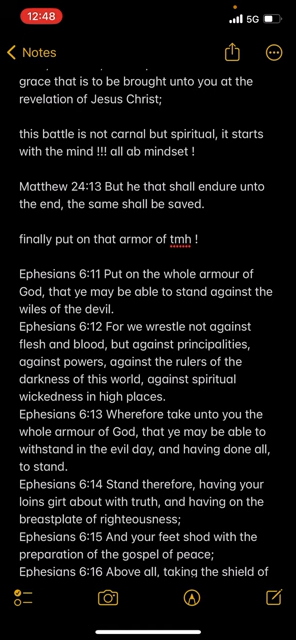 12:48
5G
Notes
grace that is to be brought unto you at the
revelation of Jesus Christ;
this battle is not carnal but spiritual, it starts
with the mind !!! all ab mindset !
Matthew 24:13 But he that shall endure unto
the end, the same shall be saved.
finally put on that armor of tmh !
Ephesians 6:11 Put on the whole armour of
God, that ye may be able to stand against the
wiles of the devil.
Ephesians 6:12 For we wrestle not against
flesh and blood, but against principalities,
against powers, against the rulers of the
darkness of this world, against spiritual
wickedness in high places.
Ephesians 6:13 Wherefore take unto you the
whole armour of God, that ye may be able to
withstand in the evil day, and having done all,
to stand.
Ephesians 6:14 Stand therefore, having your
loins girt about with truth, and having on the
breastplate of righteousness;
Ephesians 6:15 And your feet shod with the
preparation of the gospel of peace;
Ephesians 6:16 Above all, taking the shield of